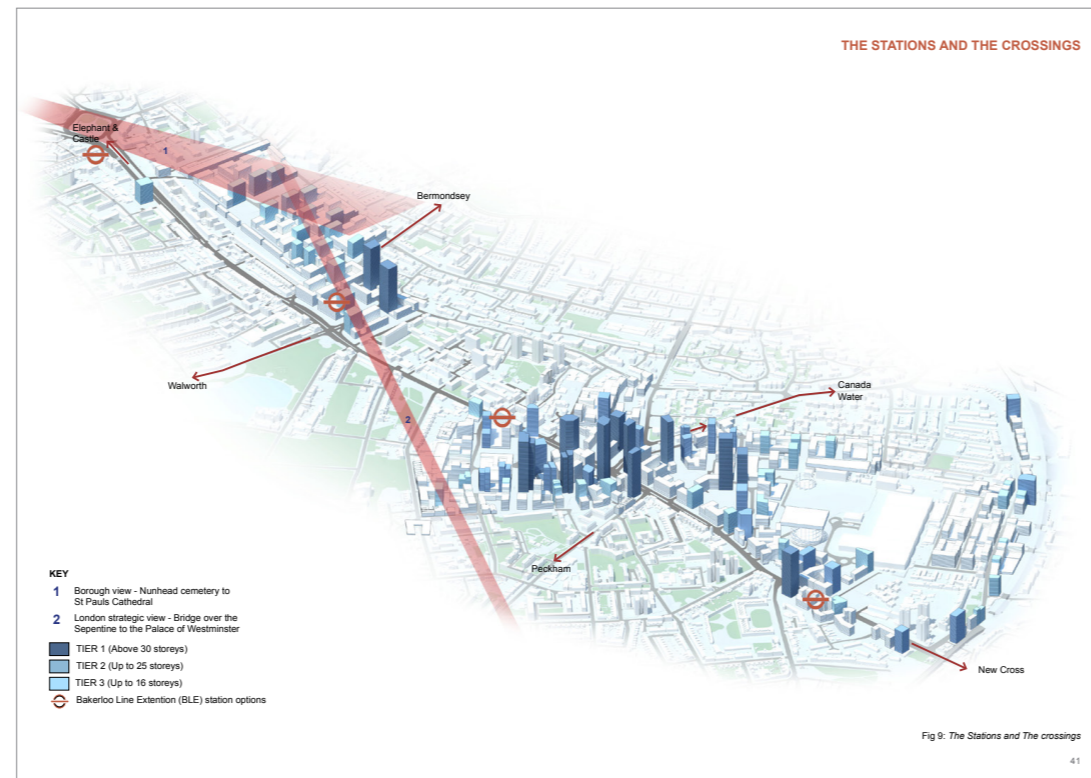 THE STATIONS AND THE CROSSINGS
Elephant &
Castle
1
Bermondsey
Walworth
2
Canada
Water
Peckham
New Cross
KEY
1 Borough view - Nunhead cemetery to
St Pauls Cathedral
2 London strategic view - Bridge over the
Sepentine to the Palace of Westminster
TIER 1 (Above 30 storeys)
TIER 2 (Up to 25 storeys)
TIER 3 (Up to 16 storeys)
Bakerloo Line Extention (BLE) station options
Fig 9: The Stations and The crossings
41